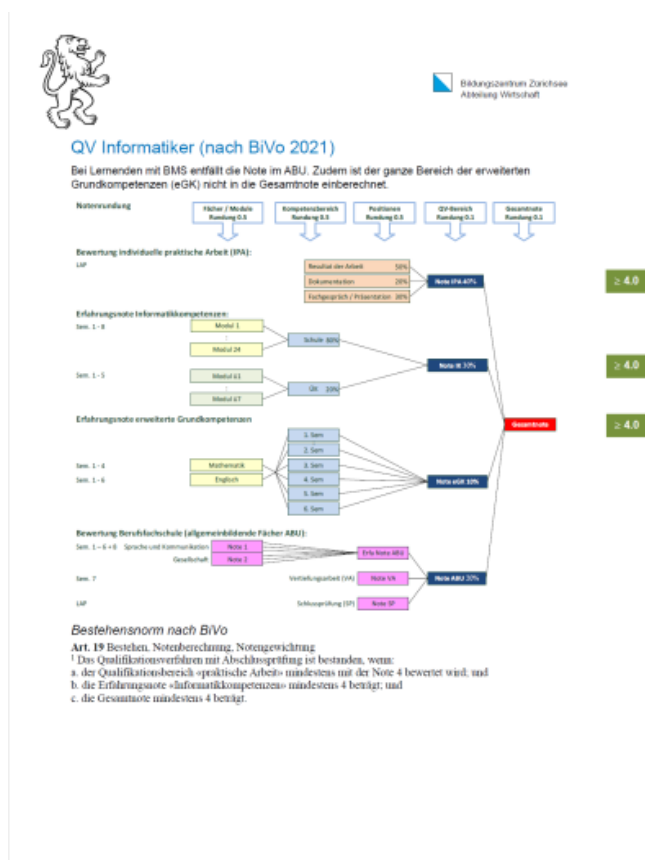 Bildungszentrum Zürichsee
Abteilung Wirtschaft
QV Informatiker (nach BiVo 2021)
Bei Lernenden mit BMS entfällt die Note im ABU. Zudem ist der ganze Bereich der erweiterten
Grundkompetenzen (eGK) nicht in die Gesamtnote einberechnet.
Notenrundung
Fächer / Module
Rundung 0.5
Kompetenzbereich
Rundung 0.5
Positionen
Rundung 0.5
QV-Bereich
Rundung 0.1
Gesamtnote
Rundung 0.1
Bewertung individuelle praktische Arbeit (IPA):
LAP
Resultat der Arbeit 50%
Dokumentation 20%
Fachgespräch / Präsentation 30%
Note IPA 40%
≥ 4.0
Erfahrungsnote Informatikkompetenzen:
Sem. 1 - 8
Modul 1
:
Modul 24
Schule 80%
Note IK 30%
≥ 4.0
Sem. 1 - 5
Modul 61
:
Modul 67
ÜK 20%
Erfahrungsnote erweiterte Grundkompetenzen
Gesamtnote
≥ 4.0
1. Sem
2. Sem
Sem. 1 - 4
Mathematik
3. Sem
Sem. 1 - 6
Englisch
4. Sem
Note eGK 10%
5. Sem
6. Sem
Bewertung Berufsfachschule (allgemeinbildende Fächer ABU):
Sem. 1 – 6 + 8 Sprache und Kommunikation
Note 1
Gesellschaft
Note 2
Erfa Note ABU
Sem. 7
Vertiefungsarbeit (VA)
Note VA
Note ABU 20%
LAP
Schlussprüfung (SP)
Note SP
Bestehensnorm nach BiVo
Art. 19 Bestehen, Notenberechnung, Notengewichtung
¹ Das Qualifikationsverfahren mit Abschlussprüfung ist bestanden, wenn:
a. der Qualifikationsbereich «praktische Arbeit» mindestens mit der Note 4 bewertet wird; und
b. die Erfahrungsnote «Informatikkompetenzen» mindestens 4 beträgt; und
c. die Gesamtnote mindestens 4 beträgt.